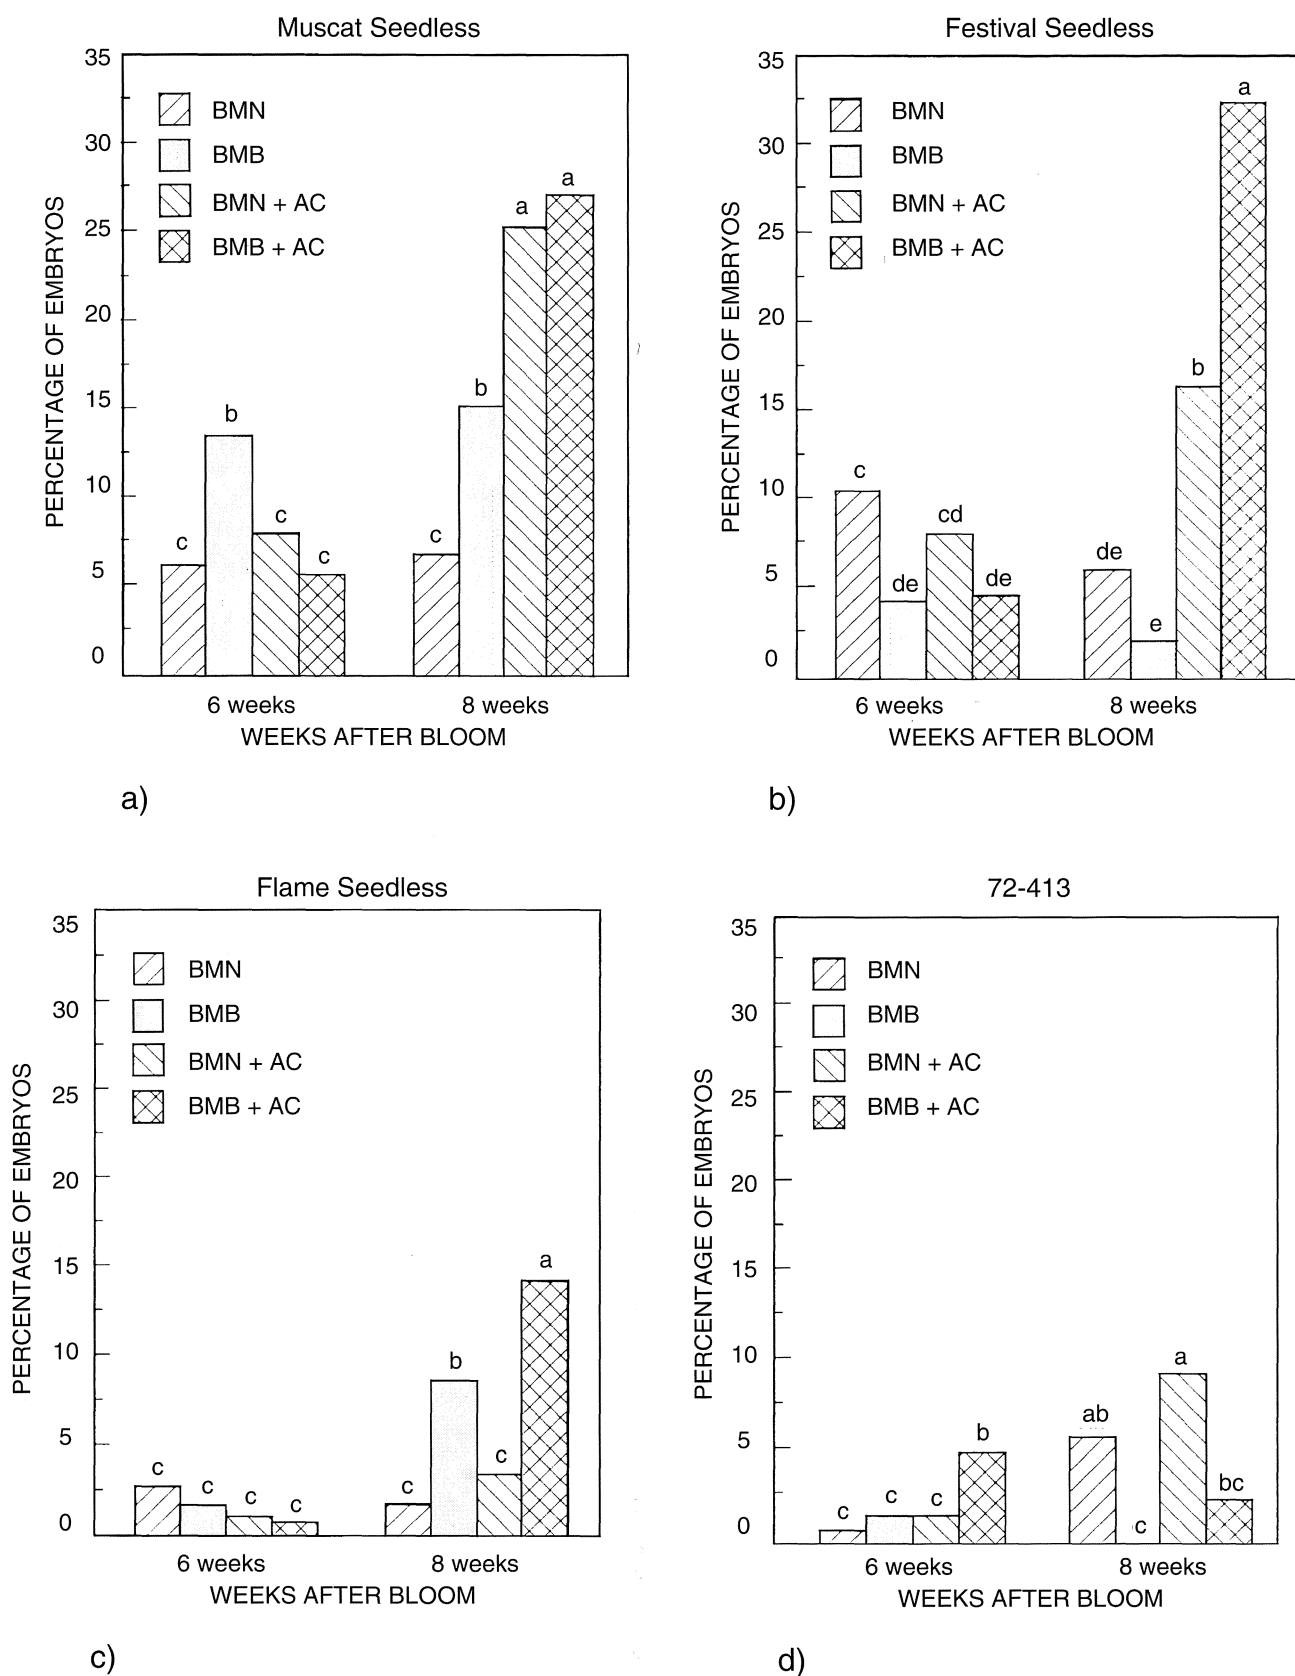 Muscat Seedless
35
30
25
20
15
10
5
0
PERCENTAGE OF EMBRYOS
BMN
BMB
BMN + AC
BMB + AC
c
b
c
c
c
b
a
a
6 weeks
8 weeks
WEEKS AFTER BLOOM
a)
Festival Seedless
35
30
25
20
15
10
5
0
PERCENTAGE OF EMBRYOS
BMN
BMB
BMN + AC
BMB + AC
c
de
cd
de
de
e
b
a
6 weeks
8 weeks
WEEKS AFTER BLOOM
b)
Flame Seedless
35
30
25
20
15
10
5
0
PERCENTAGE OF EMBRYOS
BMN
BMB
BMN + AC
BMB + AC
c
c
c
c
c
b
c
a
6 weeks
8 weeks
WEEKS AFTER BLOOM
c)
72-413
35
30
25
20
15
10
5
0
PERCENTAGE OF EMBRYOS
BMN
BMB
BMN + AC
BMB + AC
c
c
c
b
ab
c
a
bc
6 weeks
8 weeks
WEEKS AFTER BLOOM
d)